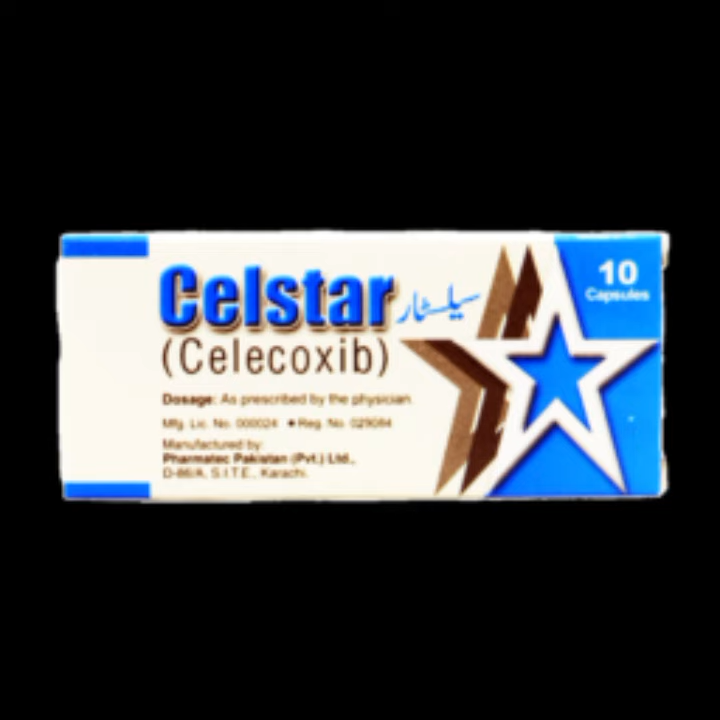 Celstar سیلسٹار
(Celecoxib)
10
Capsules
Dosage: As prescribed by the physician
Mfg. Lic. No. 000024 • Reg. No. 029084
Manufactured by:
Pharmatec Pakistan (Pvt.) Ltd.,
D-86/A, S.I.T.E., Karachi.